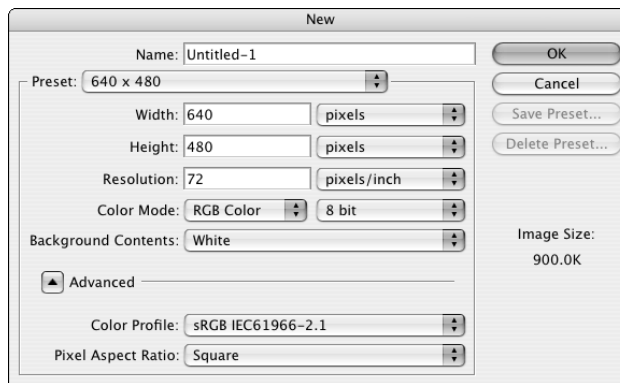 New
Name: Untitled-1
OK
Preset: 640 x 480
Cancel
Width: 640 pixels
Save Preset...
Height: 480 pixels
Delete Preset...
Resolution: 72 pixels/inch
Color Mode: RGB Color 8 bit
Background Contents: White
Image Size:
900.0K
Advanced
Color Profile: sRGB IEC61966-2.1
Pixel Aspect Ratio: Square